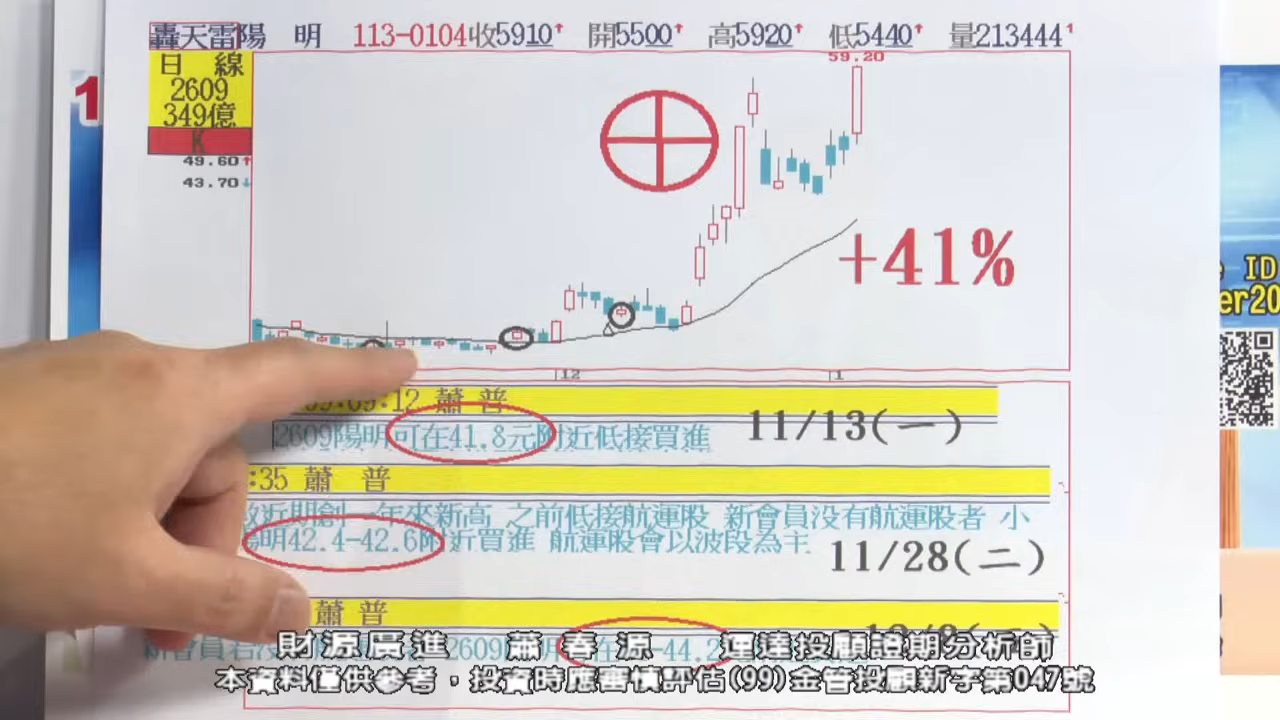 轟天雷陽 明 113-0104收5910↑ 開5500↑ 高5920↑ 低5440↑ 量213444↑
日 線
2609
349億
K
49.60↑
43.70↓
59.20
+41%
12
1
1
ID
er20
:12 蕭 普
2609陽明可在41.8元附近低接買進 11/13(一)
:35 蕭 普
近期創一年來新高 之前低接航運股 新會員沒有航運股者 小
明42.4-42.6附近買進 航運股會以波段為主 11/28(二)
蕭 普
2609
-44.2
財源廣進 蕭春源 運達投顧證期分析師
本資料僅供參考，投資時應審慎評估(99)金管投顧新字第047號